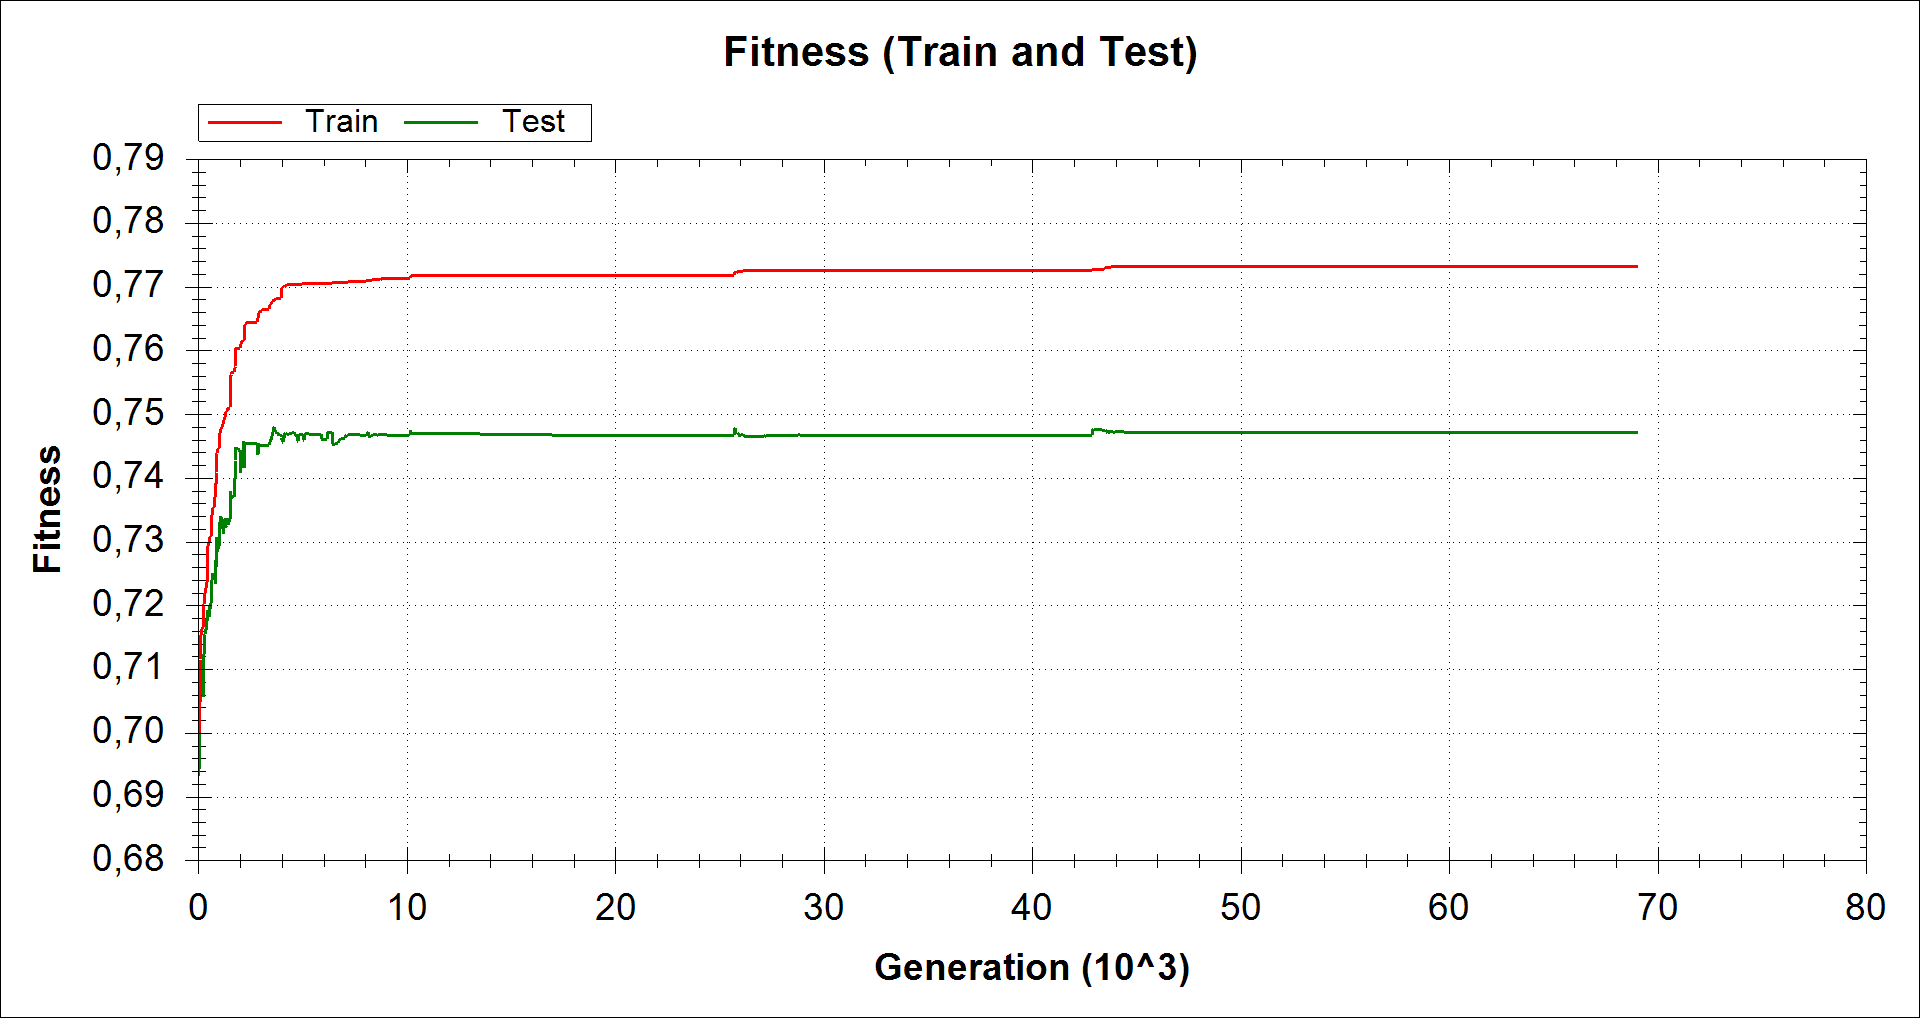 Fitness (Train and Test)
Train Test
0,79
0,78
0,77
0,76
0,75
0,74
0,73
0,72
0,71
0,70
0,69
0,68
Fitness
0 10 20 30 40 50 60 70 80
Generation (10^3)